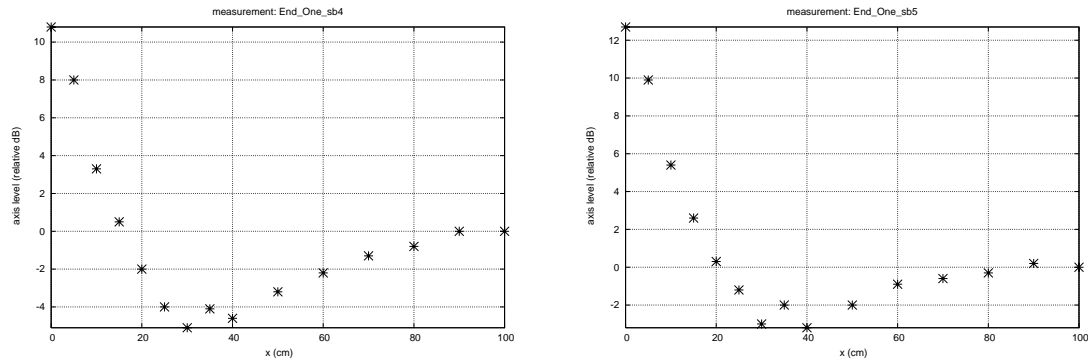 measurement: End_One_sb4
10
8
6
4
2
0
-2
-4
0 20 40 60 80 100
axis level (relative dB)
x (cm)
measurement: End_One_sb5
12
10
8
6
4
2
0
-2
0 20 40 60 80 100
axis level (relative dB)
x (cm)